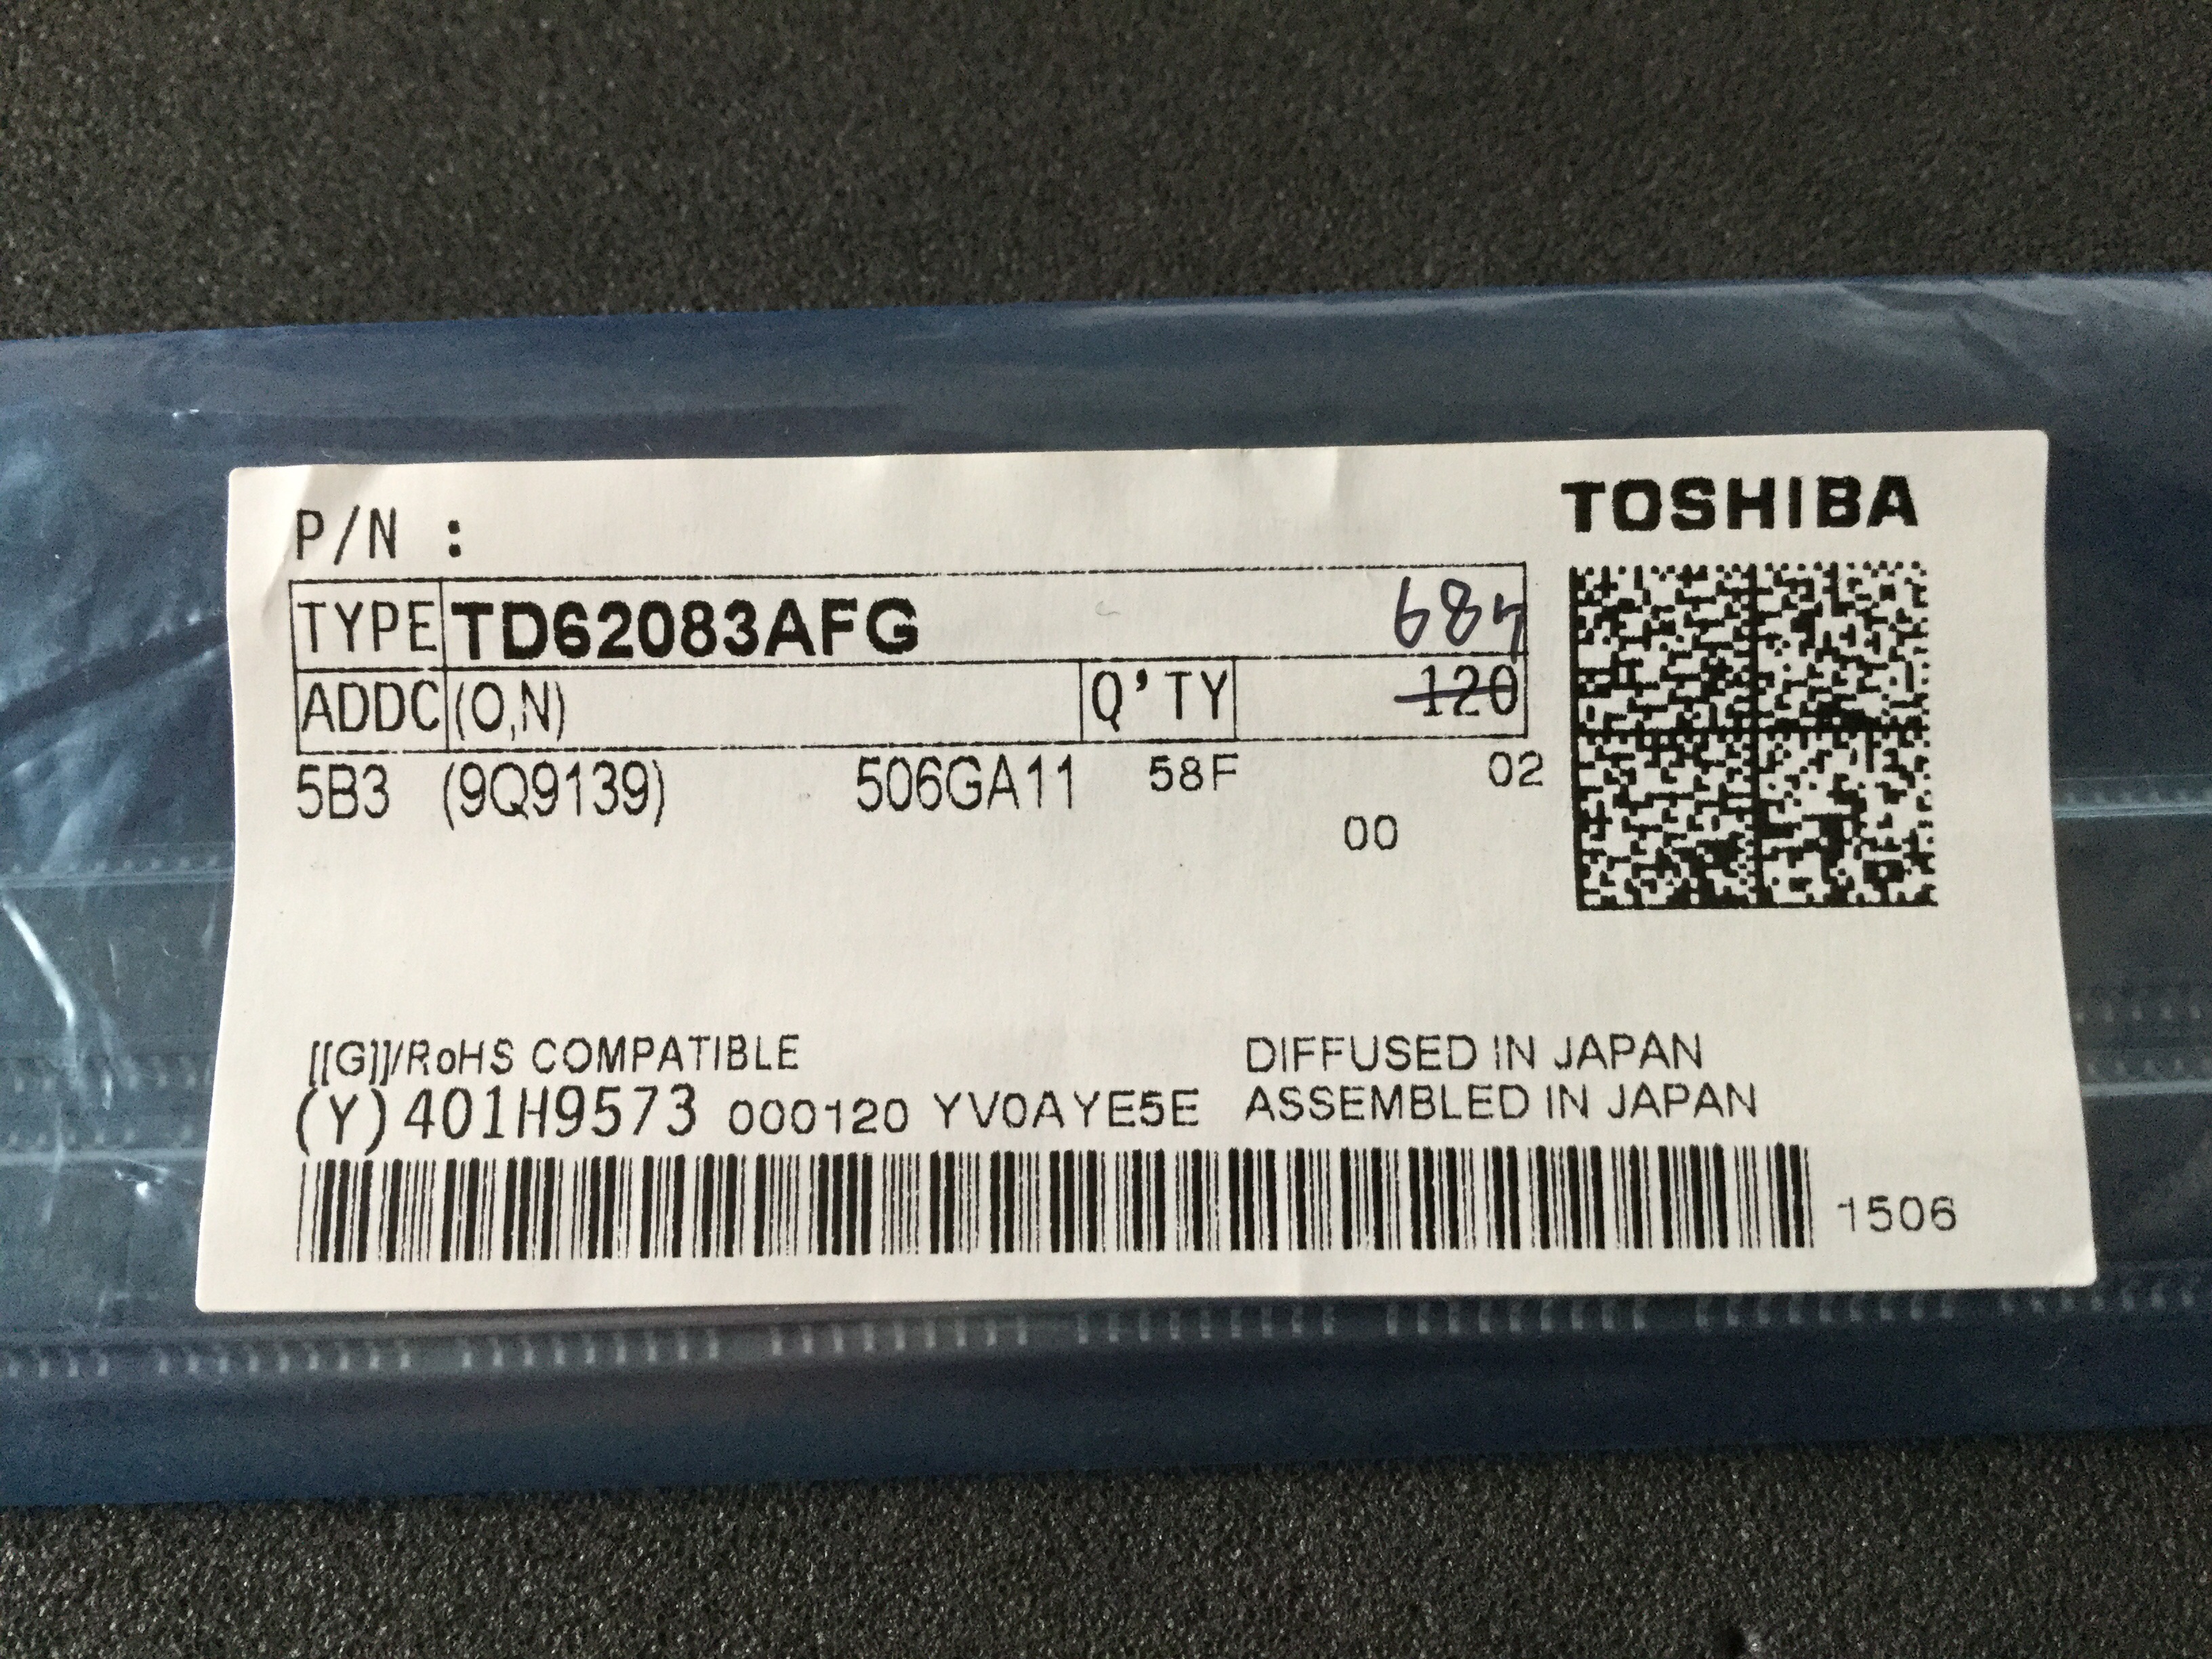 TOSHIBA
P/N :
TYPE TD62083AFG
ADDC (O,N) Q'TY 120
5B3 (9Q9139) 506GA11 58F 02
00
[[G]]/RoHS COMPATIBLE DIFFUSED IN JAPAN
(Y)401H9573 000120 YV0AYE5E ASSEMBLED IN JAPAN
1506